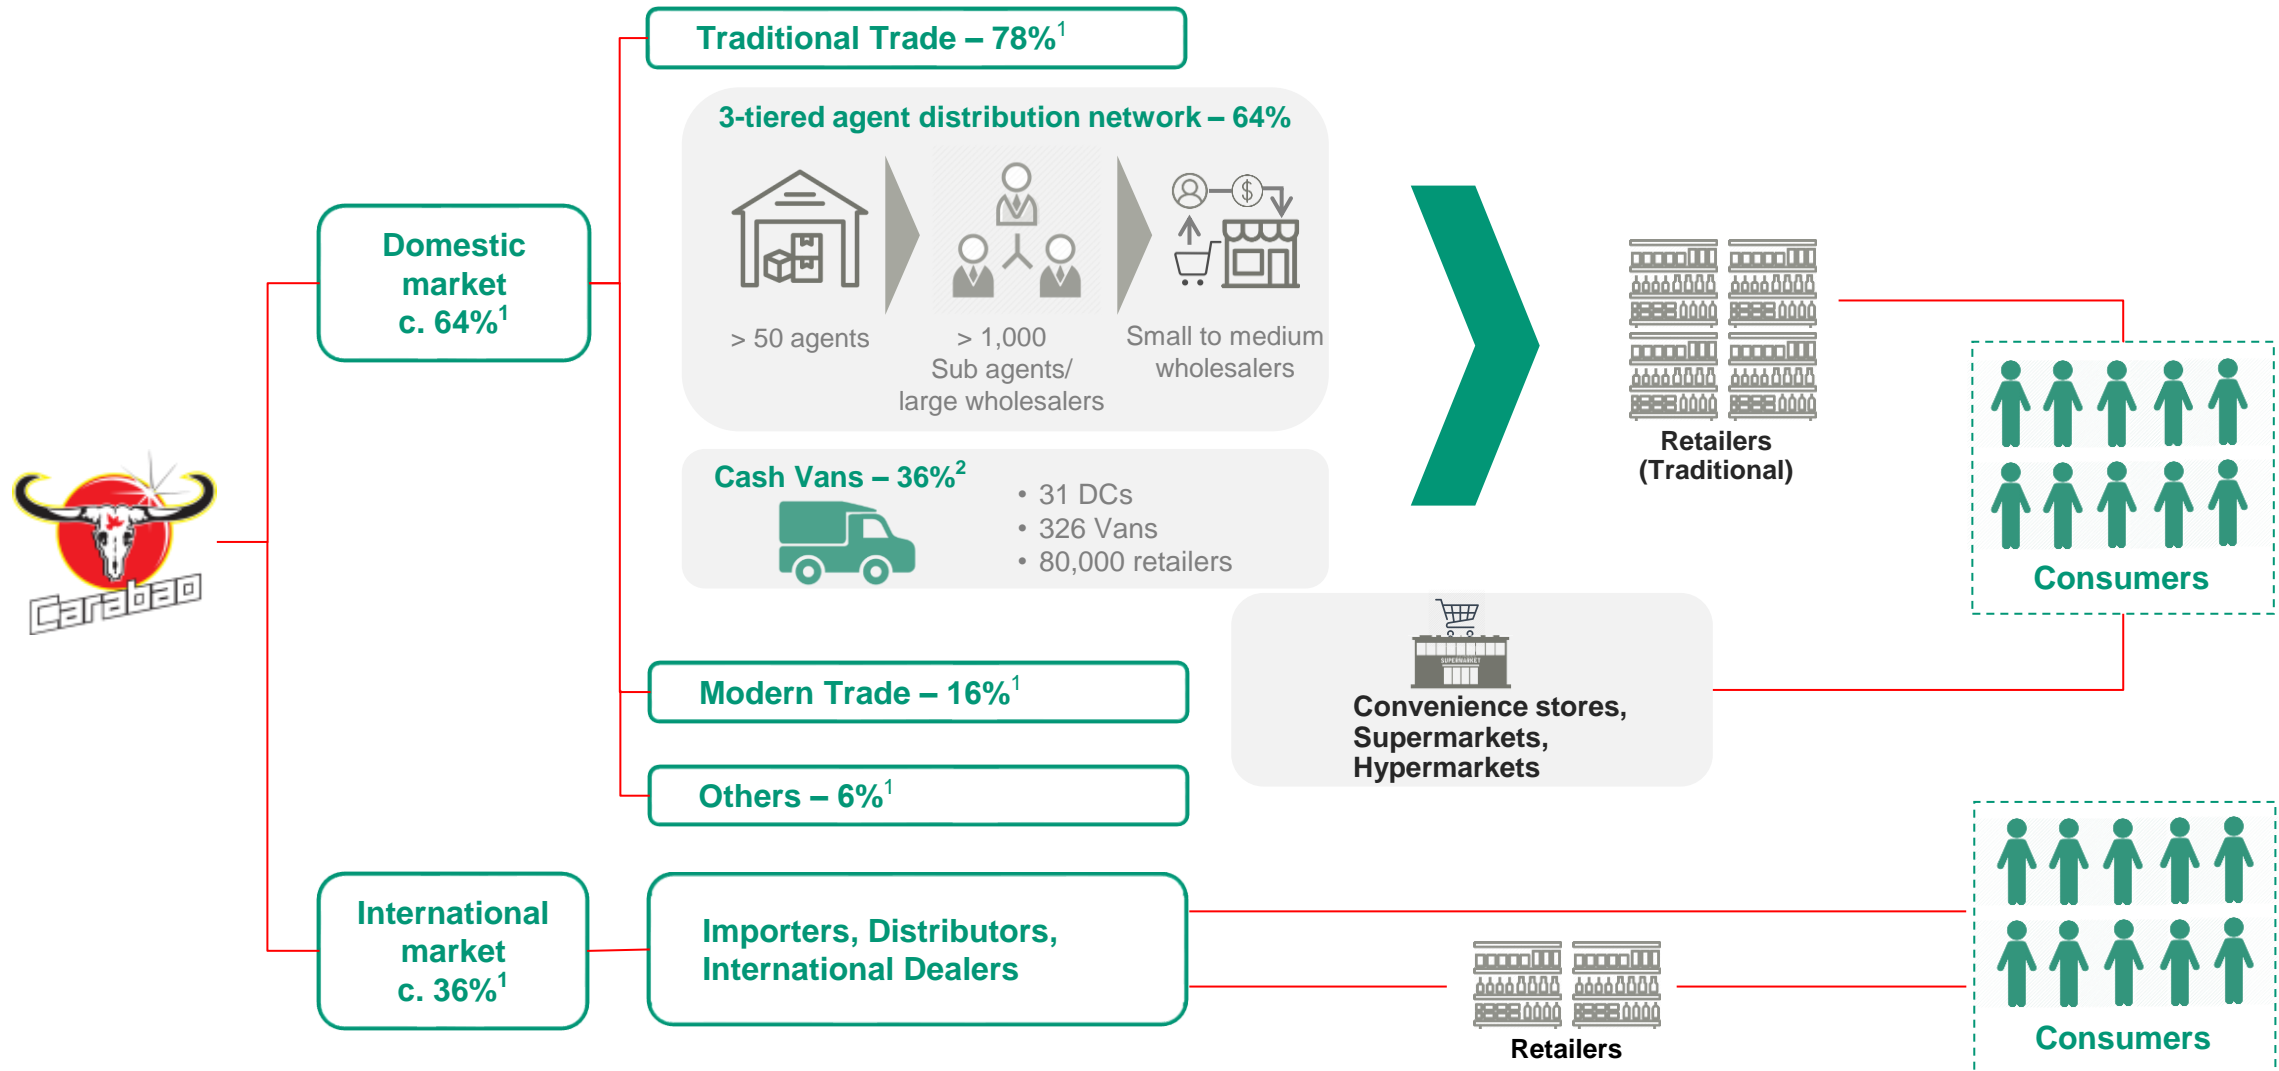 Traditional Trade – 78%1
3-tiered agent distribution network – 64%
> 50 agents
> 1,000
Sub agents/
large wholesalers
Small to medium
wholesalers
Domestic
market
c. 64%1
Cash Vans – 36%2
• 31 DCs
• 326 Vans
• 80,000 retailers
Retailers
(Traditional)
Consumers
Carabao
SUPERMARKET
Convenience stores,
Supermarkets,
Hypermarkets
Modern Trade – 16%1
Others – 6%1
International
market
c. 36%1
Importers, Distributors,
International Dealers
Retailers
Consumers